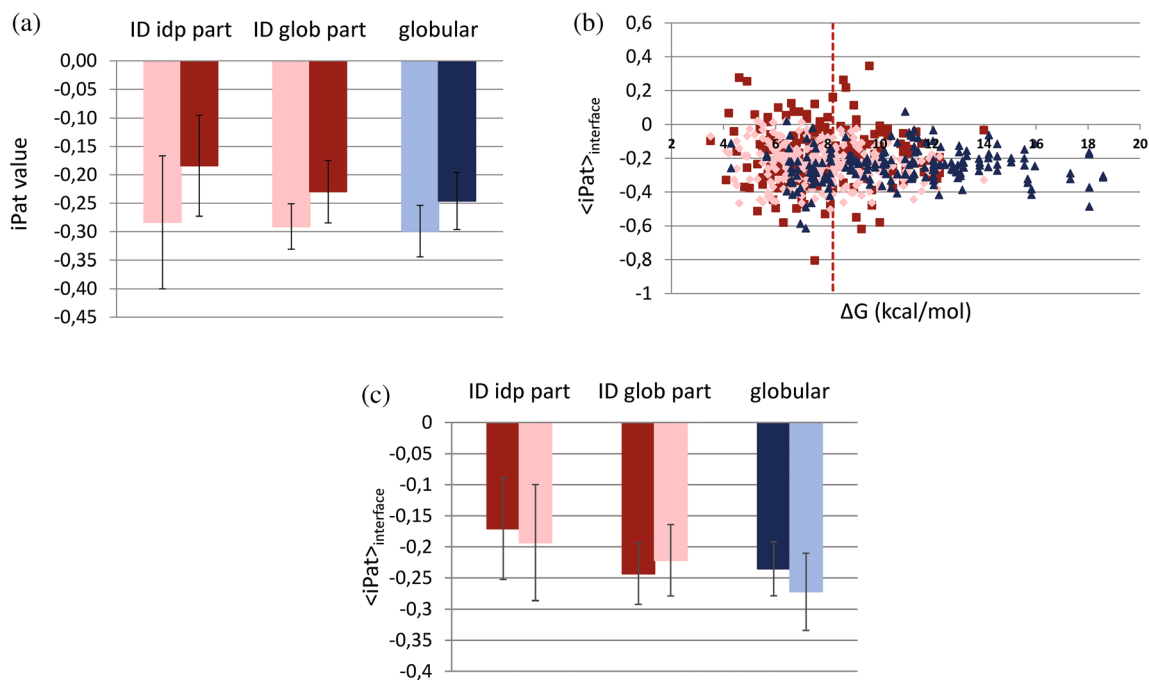 (a)
ID idp part ID glob part globular
0,00
-0,05
-0,10
-0,15
-0,20
-0,25
-0,30
-0,35
-0,40
-0,45
iPat value
(b)
0,6
0,4
0,2
0
-0,2
-0,4
-0,6
-0,8
-1
2 4 6 8 10 12 14 16 18 20
<iPat>interface
ΔG (kcal/mol)
(c)
ID idp part ID glob part globular
0
-0,05
-0,1
-0,15
-0,2
-0,25
-0,3
-0,35
-0,4
<iPat>interface